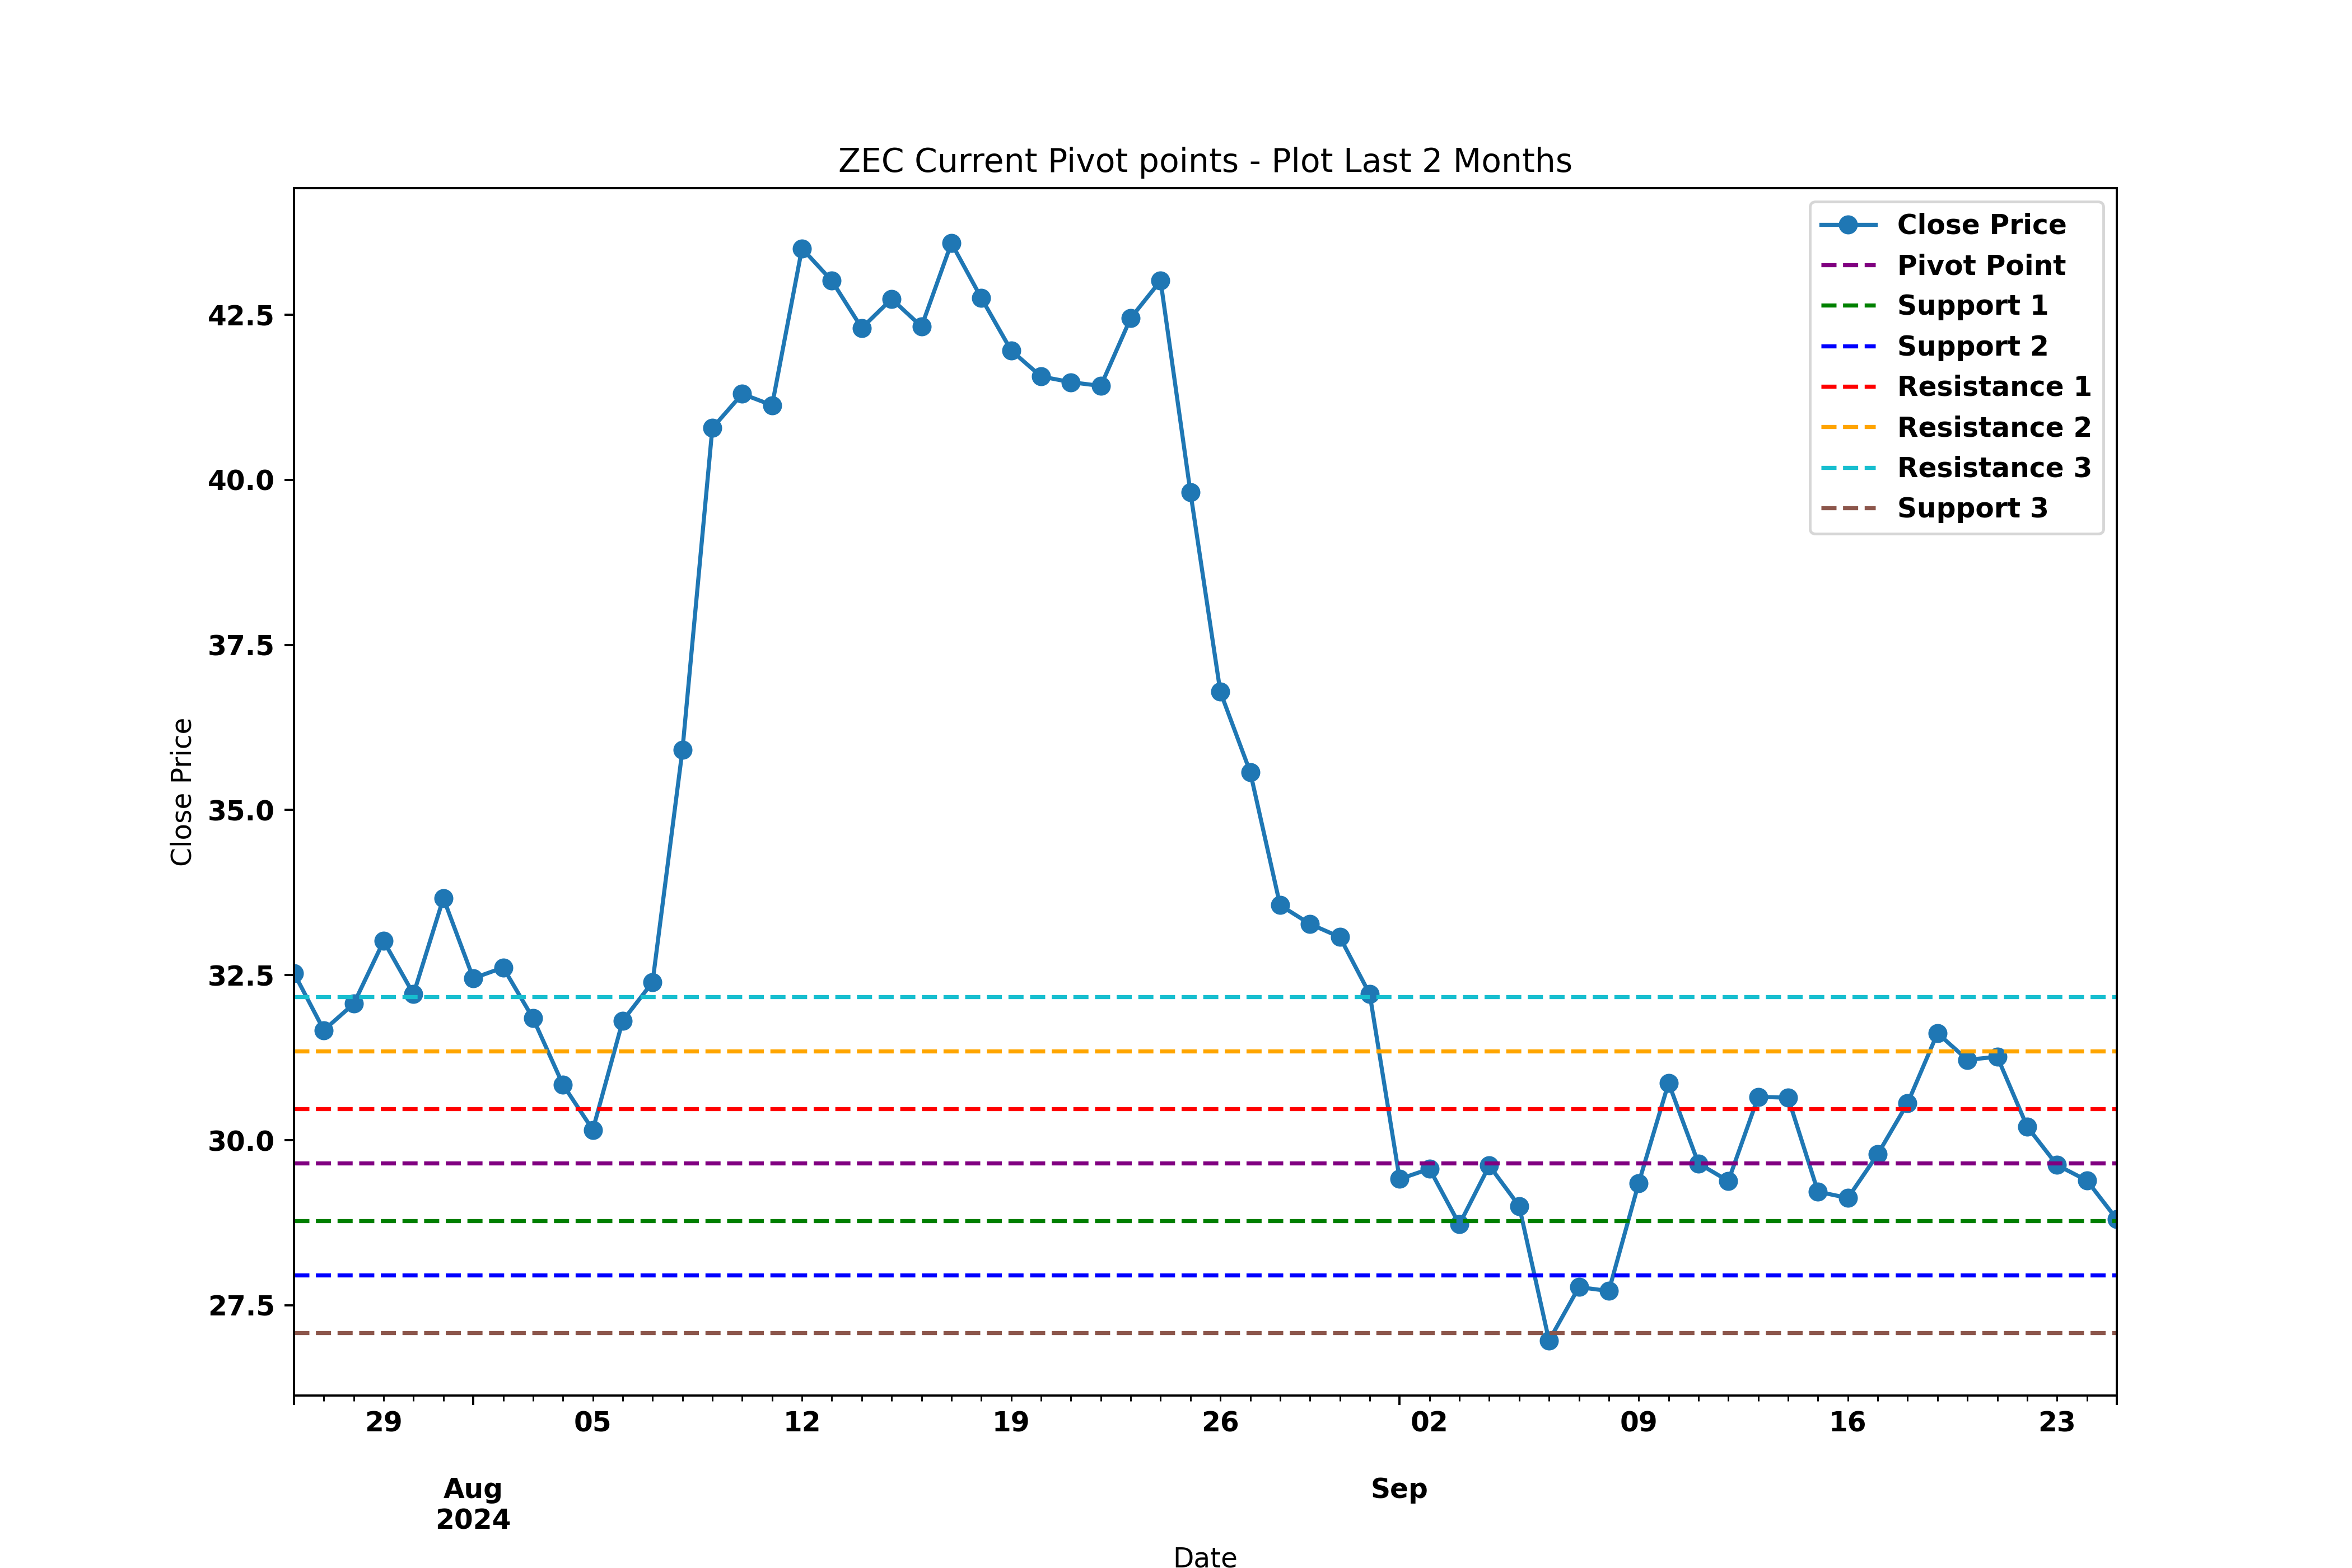 ZEC Current Pivot points - Plot Last 2 Months
Close Price
Pivot Point
Support 1
Support 2
Resistance 1
Resistance 2
Resistance 3
Support 3
42.5
40.0
37.5
35.0
32.5
30.0
27.5
Close Price
29 05 12 19 26 02 09 16 23
Aug Sep
2024
Date